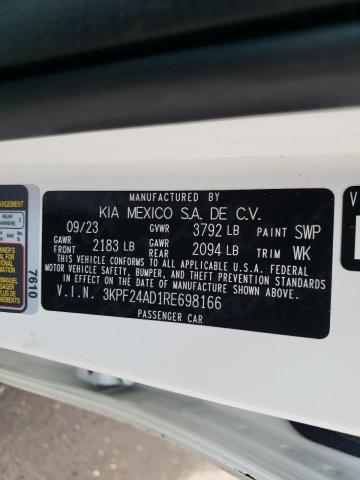 MANUFACTURED BY
KIA MEXICO S.A. DE C.V.
09/23 GVWR 3792 LB PAINT SWP
GAWR FRONT 2183 LB GAWR REAR 2094 LB TRIM WK
THIS VEHICLE CONFORMS TO ALL APPLICABLE U.S.A. FEDERAL
MOTOR VEHICLE SAFETY, BUMPER, AND THEFT PREVENTION
STANDARDS IN EFFECT ON THE DATE OF MANUFACTURE SHOWN ABOVE.
V.I.N. 3KPF24AD1RE698166
PASSENGER CAR
7610
REAR
V